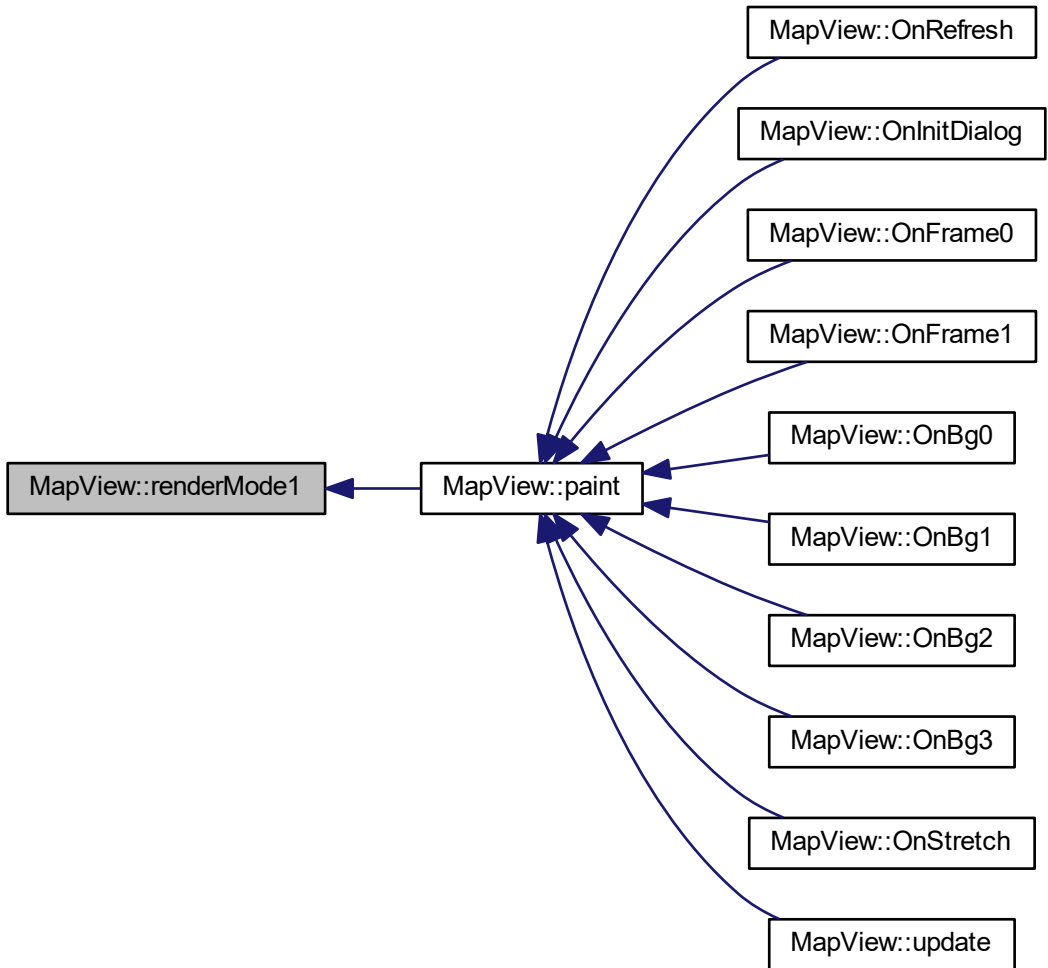 MapView::OnRefresh
MapView::OnInitDialog
MapView::OnFrame0
MapView::OnFrame1
MapView::OnBg0
MapView::renderMode1
MapView::paint
MapView::OnBg1
MapView::OnBg2
MapView::OnBg3
MapView::OnStretch
MapView::update